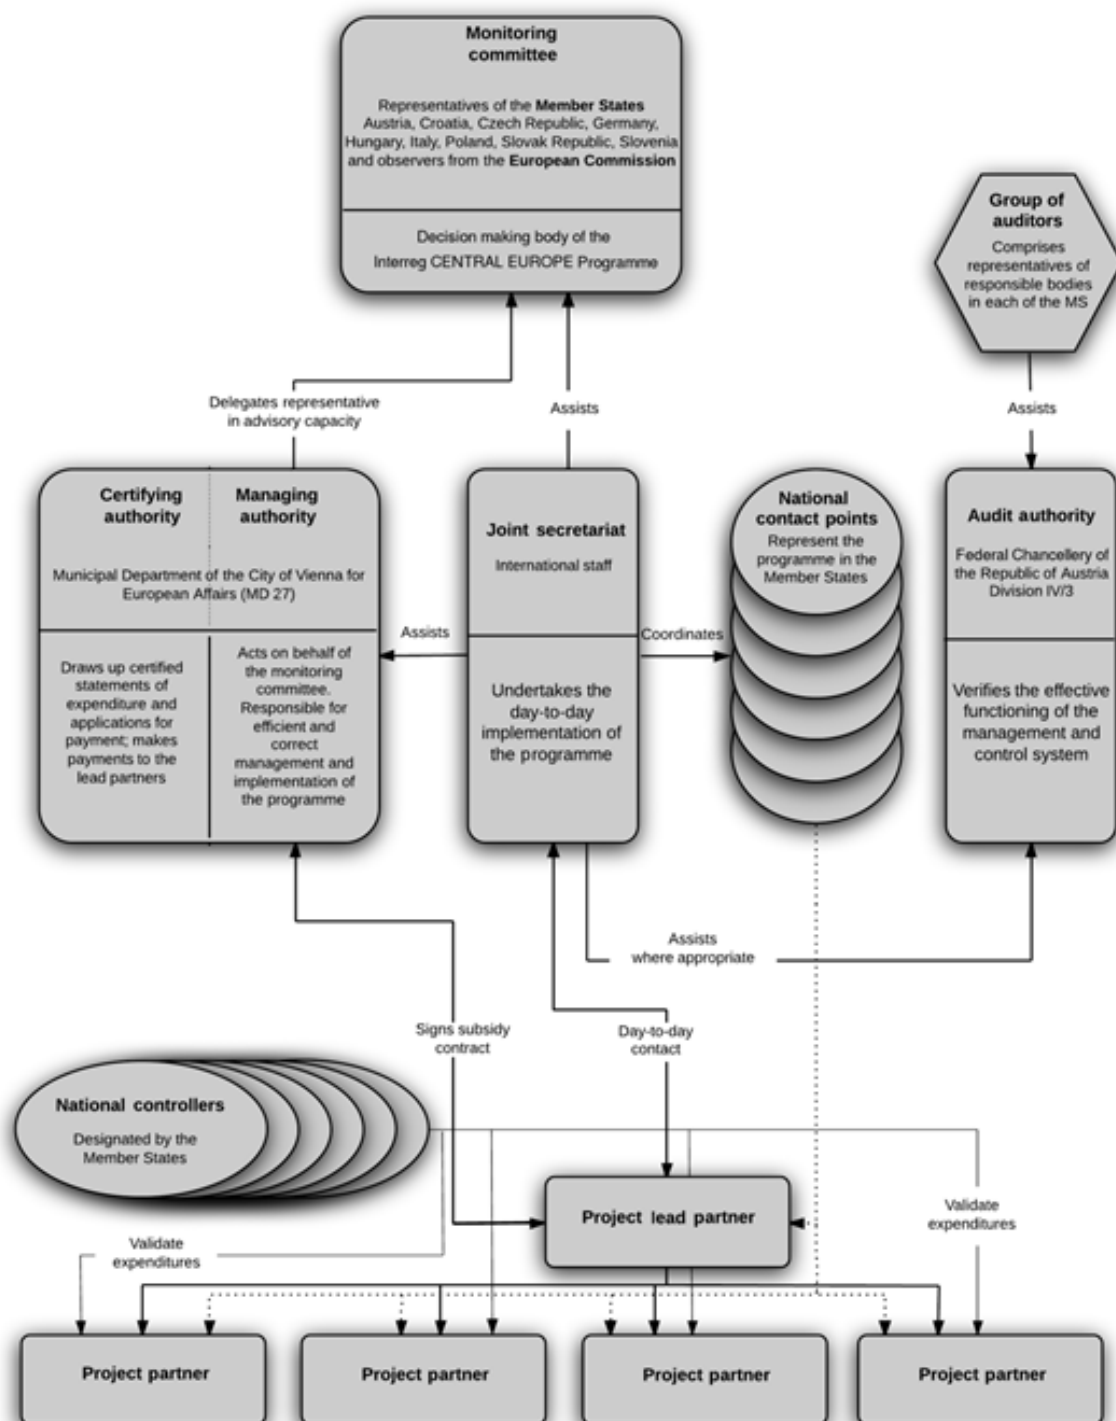 Monitoring
committee
Representatives of the Member States
Austria, Croatia, Czech Republic, Germany,
Hungary, Italy, Poland, Slovak Republic, Slovenia
and observers from the European Commission
Decision making body of the
Interreg CENTRAL EUROPE Programme
Group of
auditors
Comprises
representatives of
responsible bodies
in each of the MS
Delegates representative
in advisory capacity
Assists
Assists
Certifying
authority
Managing
authority
Municipal Department of the City of Vienna for
European Affairs (MD 27)
Draws up certified
statements of
expenditure and
applications for
payment; makes
payments to the
lead partners
Acts on behalf of
the monitoring
committee.
Responsible for
efficient and
correct
management and
implementation of
the programme
Assists
Joint secretariat
International staff
Undertakes the
day-to-day
implementation of
the programme
Coordinates
National
contact points
Represent the
programme in the
Member States
Audit authority
Federal Chancellery of
the Republic of Austria
Division IV/3
Verifies the effective
functioning of the
management and
control system
Assists
where appropriate
Signs subsidy
contract
Day-to-day
contact
National controllers
Designated by the
Member States
Project lead partner
Validate
expenditures
Validate
expenditures
Project partner
Project partner
Project partner
Project partner